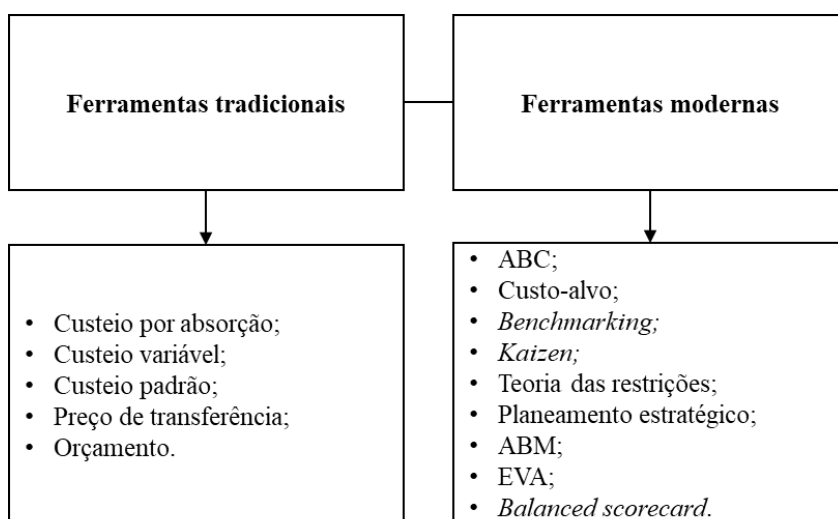 Ferramentas tradicionais
Ferramentas modernas
• Custeio por absorção;
• Custeio variável;
• Custeio padrão;
• Preço de transferência;
• Orçamento.
• ABC;
• Custo-alvo;
• Benchmarking;
• Kaizen;
• Teoria das restrições;
• Planeamento estratégico;
• ABM;
• EVA;
• Balanced scorecard.